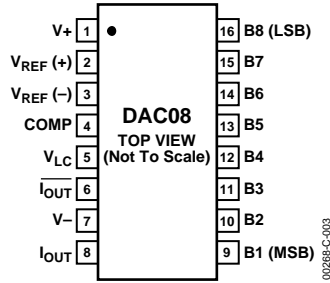 V+ 1
VREF (+) 2
VREF (–) 3
COMP 4
VLC 5
IOUT 6
V– 7
IOUT 8
DAC08
TOP VIEW
(Not To Scale)
16 B8 (LSB)
15 B7
14 B6
13 B5
12 B4
11 B3
10 B2
9 B1 (MSB)
00268-C-003